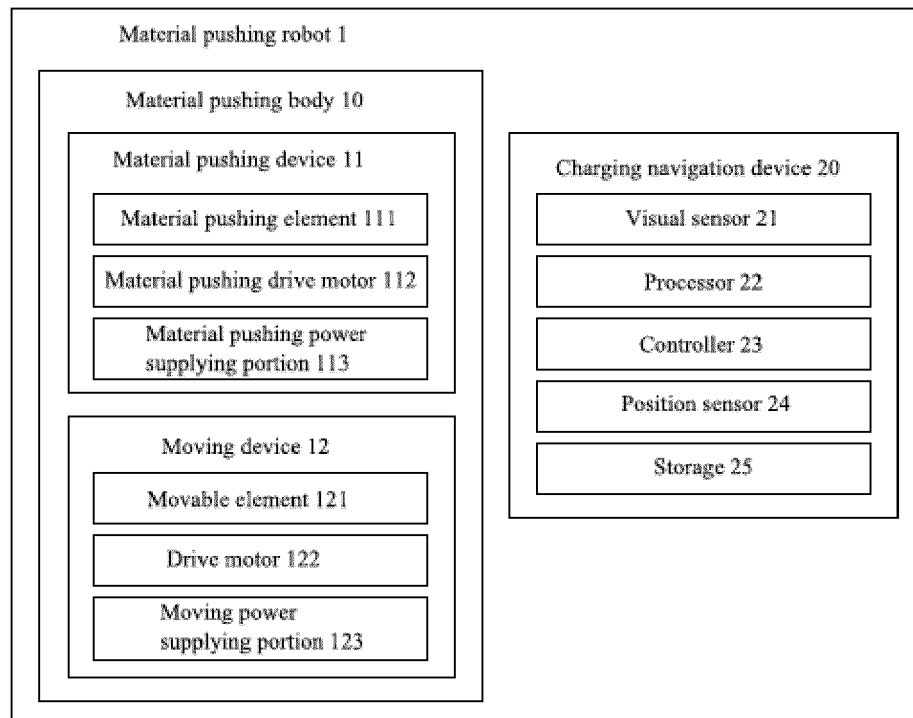 Material pushing robot 1
Material pushing body 10
Material pushing device 11
Material pushing element 111
Material pushing drive motor 112
Material pushing power
supplying portion 113
Moving device 12
Movable element 121
Drive motor 122
Moving power
supplying portion 123
Charging navigation device 20
Visual sensor 21
Processor 22
Controller 23
Position sensor 24
Storage 25